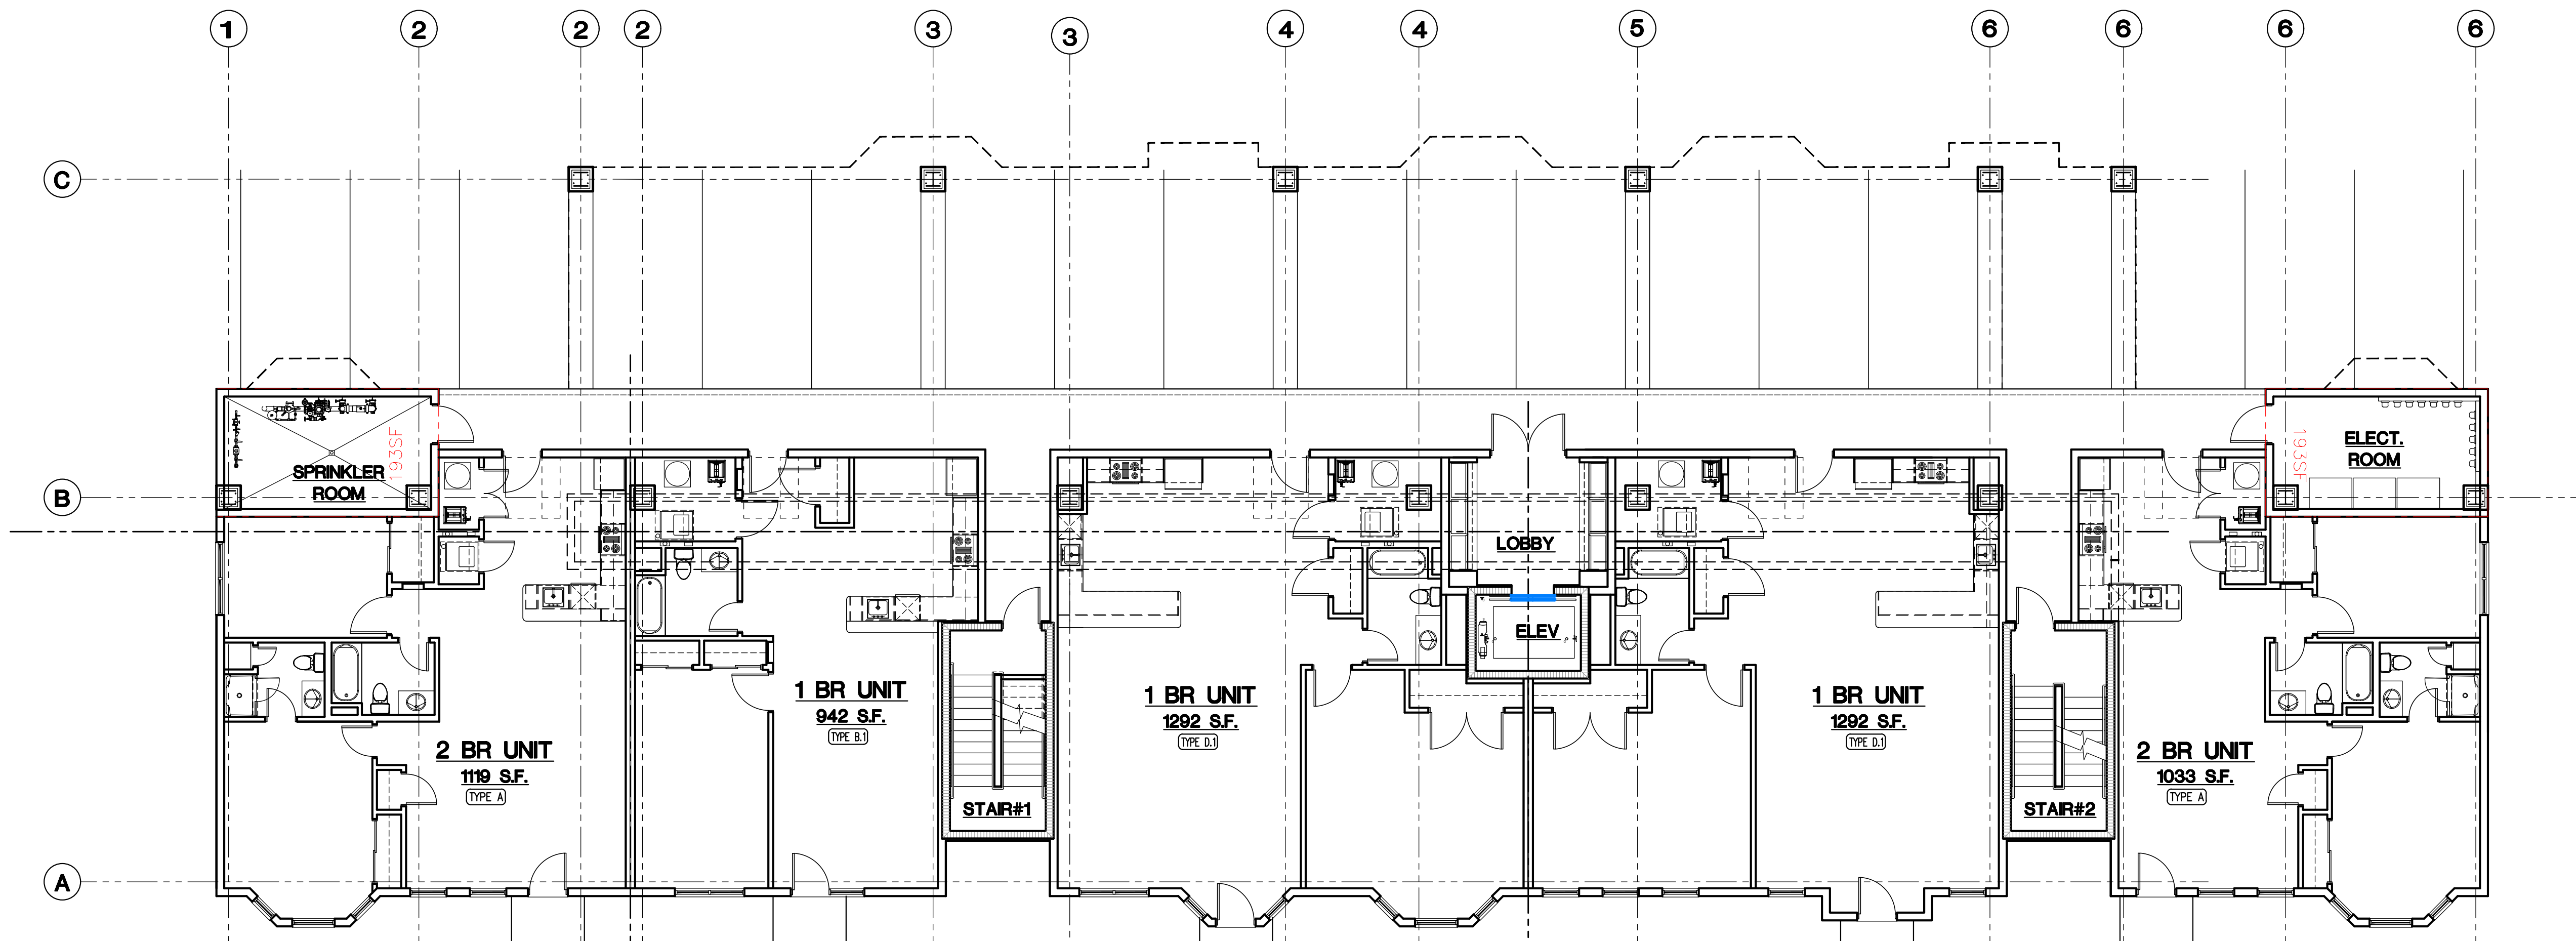 1 2 2 2 3 3 4 4 5 6 6 6 6
C
B
A
193SF
SPRINKLER
ROOM
ELECT.
ROOM
193SF
LOBBY
ELEV
2 BR UNIT
1119 S.F.
TYPE A
1 BR UNIT
942 S.F.
TYPE B.1
STAIR#1
1 BR UNIT
1292 S.F.
TYPE D.1
1 BR UNIT
1292 S.F.
TYPE D.1
STAIR#2
2 BR UNIT
1033 S.F.
TYPE A